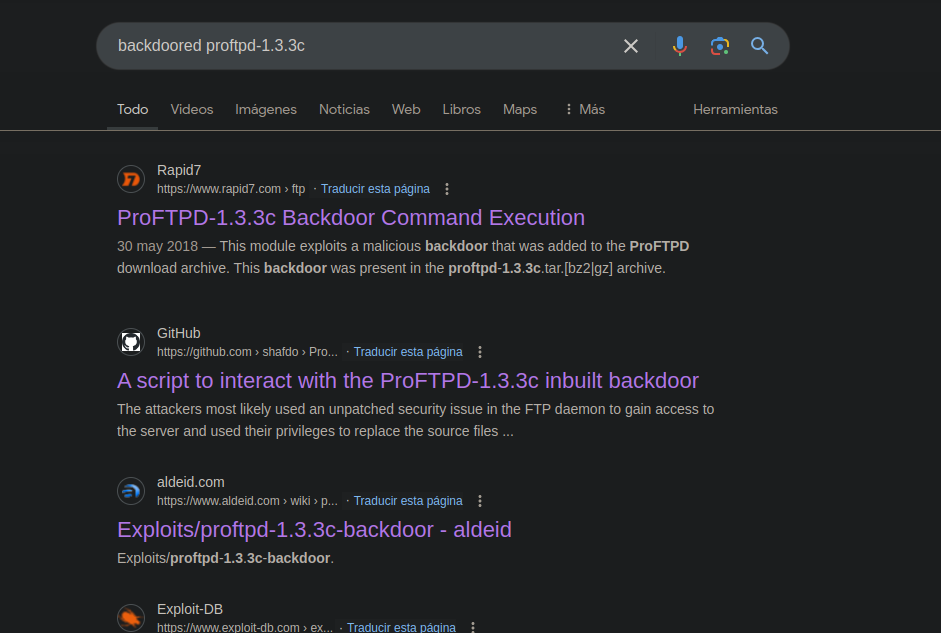 backdoored proftpd-1.3.3c
Todo Videos Imágenes Noticias Web Libros Maps Más Herramientas
Rapid7
https://www.rapid7.com › ftp · Traducir esta página
ProFTPD-1.3.3c Backdoor Command Execution
30 may 2018 — This module exploits a malicious backdoor that was added to the ProFTPD
download archive. This backdoor was present in the proftpd-1.3.3c.tar.[bz2|gz] archive.
GitHub
https://github.com › shafdo › Pro... · Traducir esta página
A script to interact with the ProFTPD-1.3.3c inbuilt backdoor
The attackers most likely used an unpatched security issue in the FTP daemon to gain access to
the server and used their privileges to replace the source files ...
aldeid.com
https://www.aldeid.com › wiki › p... · Traducir esta página
Exploits/proftpd-1.3.3c-backdoor - aldeid
Exploits/proftpd-1.3.3c-backdoor.
Exploit-DB
https://www.exploit-db.com › ex... · Traducir esta página